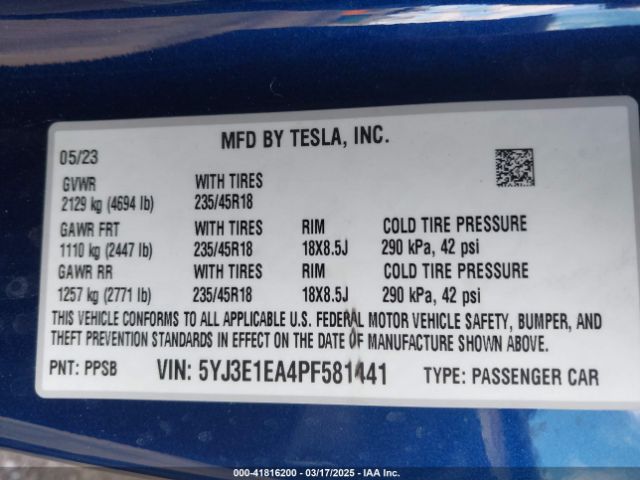 MFD BY TESLA, INC.
05/23
GVWR WITH TIRES
2129 kg (4694 lb) 235/45R18
GAWR FRT WITH TIRES RIM COLD TIRE PRESSURE
1110 kg (2447 lb) 235/45R18 18X8.5J 290 kPa, 42 psi
GAWR RR WITH TIRES RIM COLD TIRE PRESSURE
1257 kg (2771 lb) 235/45R18 18X8.5J 290 kPa, 42 psi
THIS VEHICLE CONFORMS TO ALL APPLICABLE U.S. FEDERAL MOTOR VEHICLE SAFETY, BUMPER, AND
THEFT PREVENTION STANDARDS IN EFFECT ON THE DATE OF MANUFACTURE SHOWN ABOVE.
PNT: PPSB VIN: 5YJ3E1EA4PF581441 TYPE: PASSENGER CAR
000-41816200 - 03/17/2025 - IAA Inc.